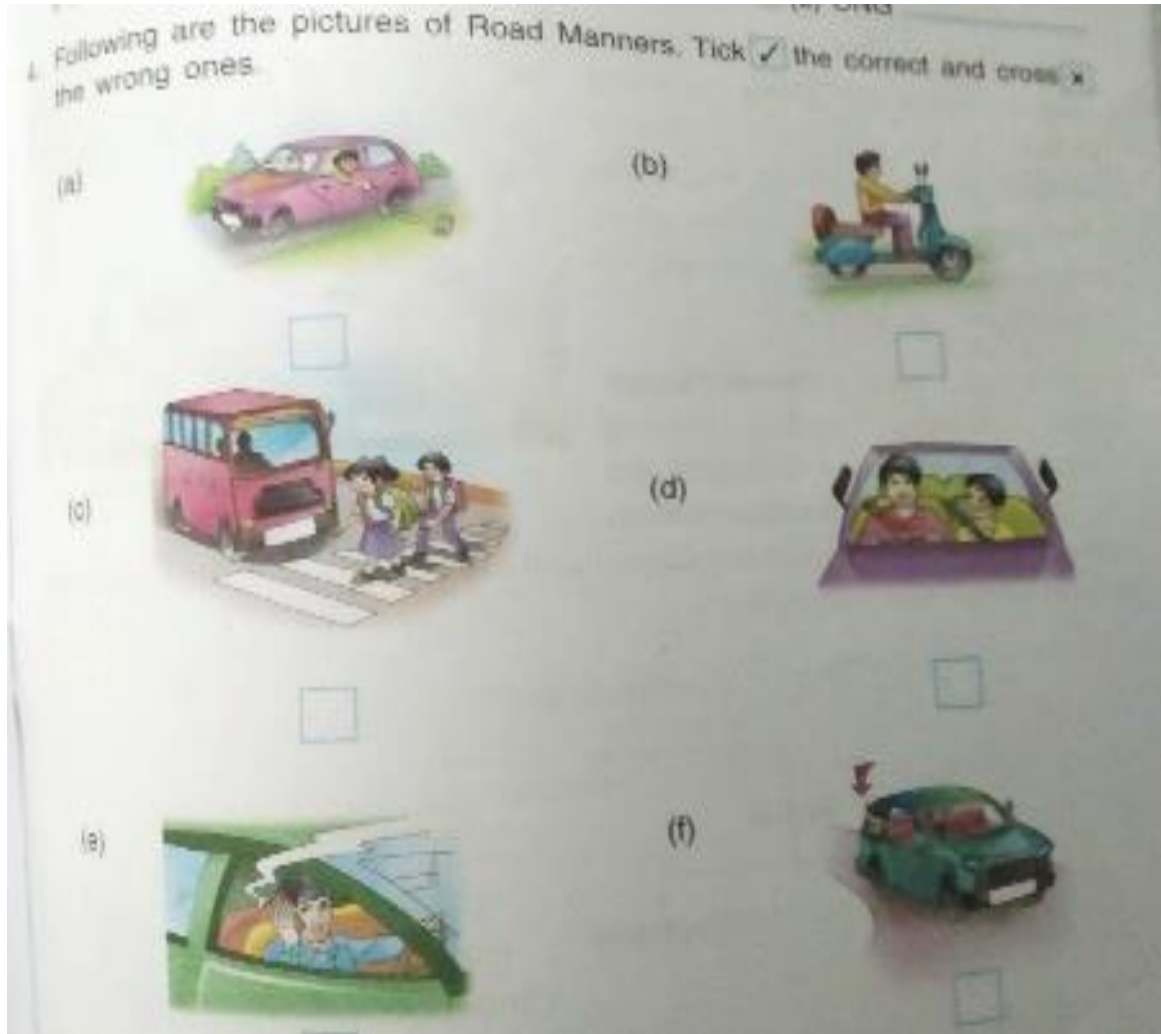 4. Following are the pictures of Road Manners. Tick ✓ the correct and cross ×
the wrong ones.
(a)
(b)
(c)
(d)
(e)
(f)